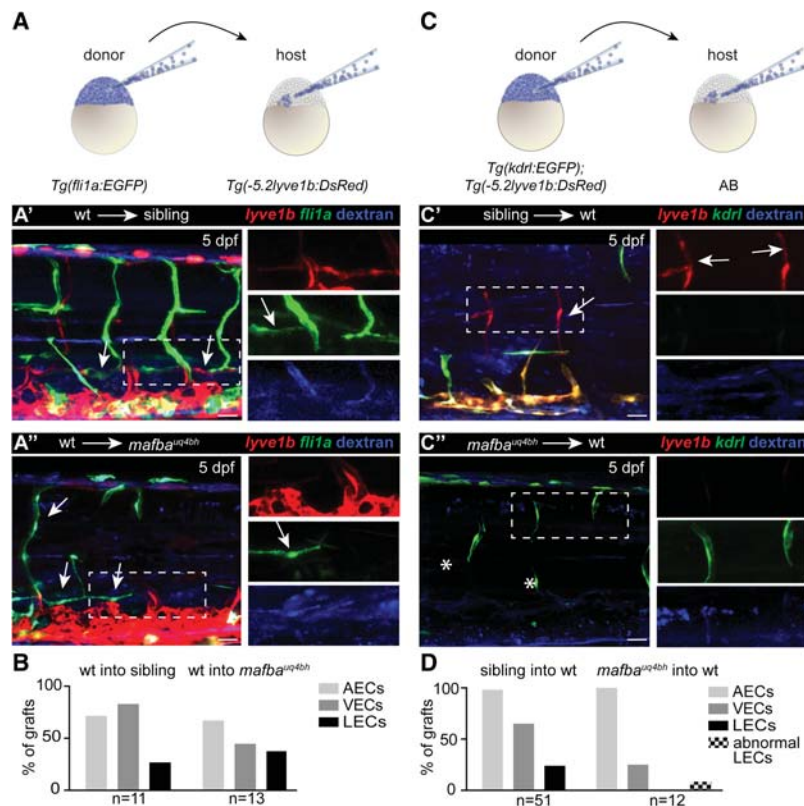 A
donor
host
Tg(fli1a:EGFP)
Tg(-5.2lyve1b:DsRed)
A'
wt → sibling
lyve1b fli1a dextran
5 dpf
A"
wt → mafba^uq4bh
lyve1b fli1a dextran
5 dpf
B
wt into sibling
wt into mafba^uq4bh
% of grafts
100
50
0
AECs
VECs
LECs
n=11
n=13
C
donor
host
Tg(kdrl:EGFP);
Tg(-5.2lyve1b:DsRed)
AB
C'
sibling → wt
lyve1b kdrl dextran
5 dpf
C"
mafba^uq4bh → wt
lyve1b kdrl dextran
5 dpf
*
*
D
sibling into wt
mafba^uq4bh into wt
% of grafts
100
50
0
AECs
VECs
LECs
abnormal
LECs
n=51
n=12